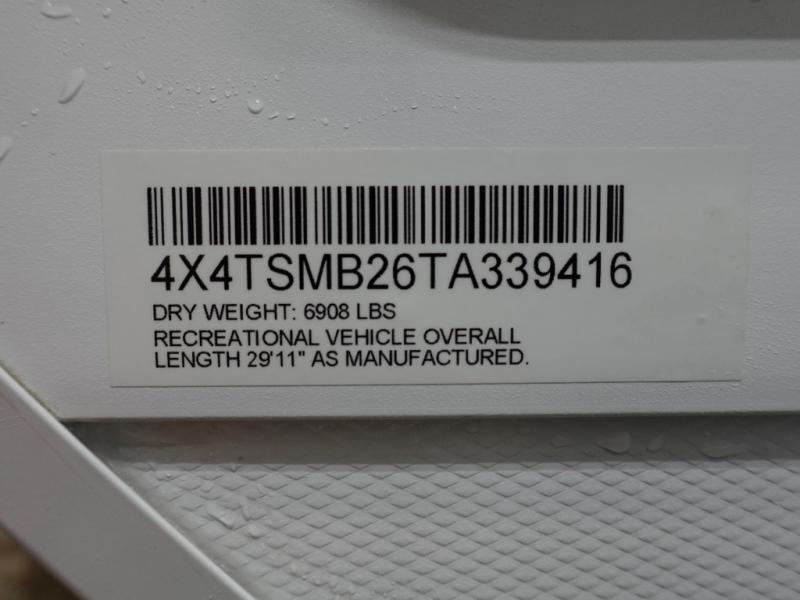 4X4TSMB26TA339416
DRY WEIGHT: 6908 LBS
RECREATIONAL VEHICLE OVERALL
LENGTH 29'11" AS MANUFACTURED.